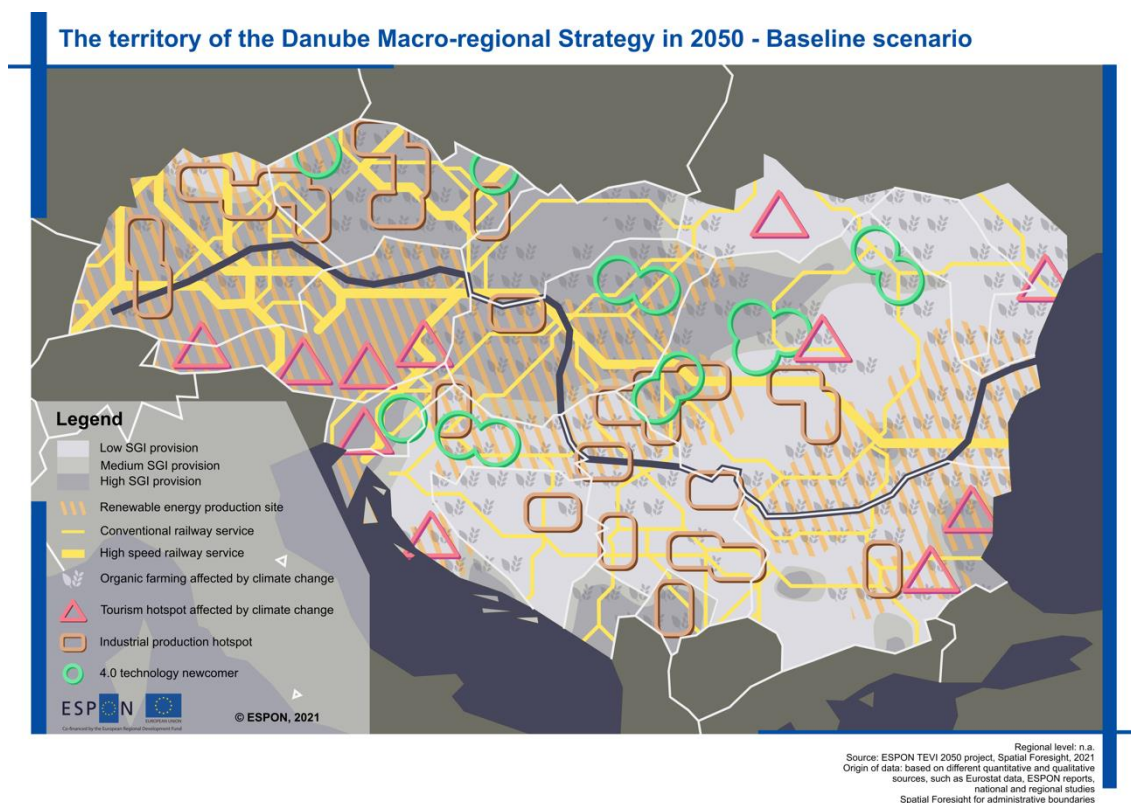 The territory of the Danube Macro-regional Strategy in 2050 - Baseline scenario
Legend
Low SGI provision
Medium SGI provision
High SGI provision
Renewable energy production site
Conventional railway service
High speed railway service
Organic farming affected by climate change
Tourism hotspot affected by climate change
Industrial production hotspot
4.0 technology newcomer
ESPON
EUROPEAN UNION
Co-financed by the European Regional Development Fund
© ESPON, 2021
Regional level: n.a.
Source: ESPON TEVI 2050 project, Spatial Foresight, 2021
Origin of data: based on different quantitative and qualitative
sources, such as Eurostat data, ESPON reports,
national and regional studies
Spatial Foresight for administrative boundaries